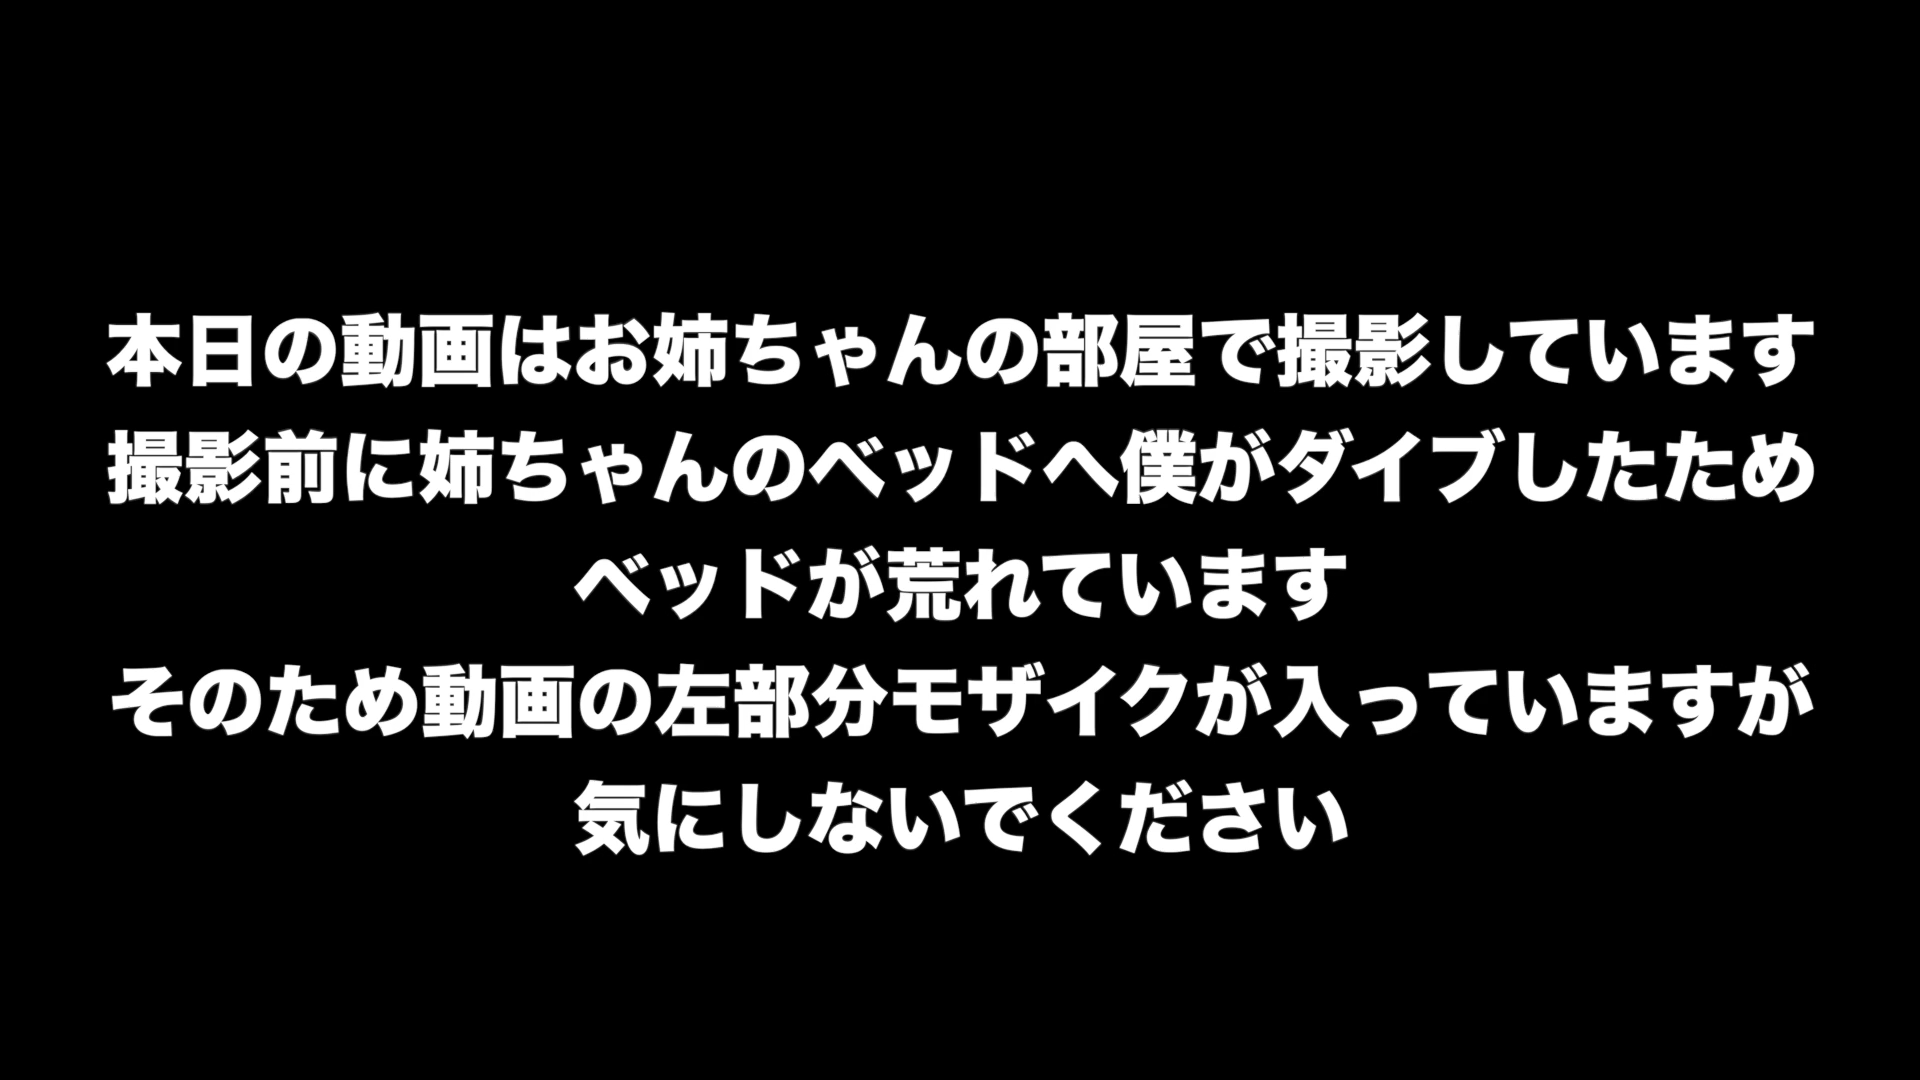 本日の動画はお姉ちゃんの部屋で撮影しています
撮影前に姉ちゃんのベッドへ僕がダイブしたため
ベッドが荒れています
そのため動画の左部分モザイクが入っていますが
気にしないでください